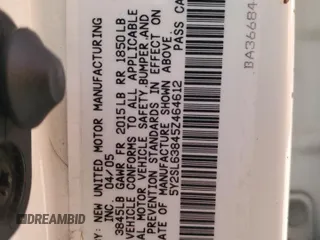 BY: NEW UNITED MOTOR MANUFACTURING
INC 04/05
3845LB GAWR FR 2015LB RR 1850LB
VEHICLE CONFORMS TO ALL APPLICABLE
MOTOR VEHICLE SAFETY,BUMPER,AND
PREVENTION STANDARDS IN EFFECT ON
DATE OF MANUFACTURE SHOWN ABOVE.
5Y2SL63845Z464612
PASS CA
BA36684
DREAMBID